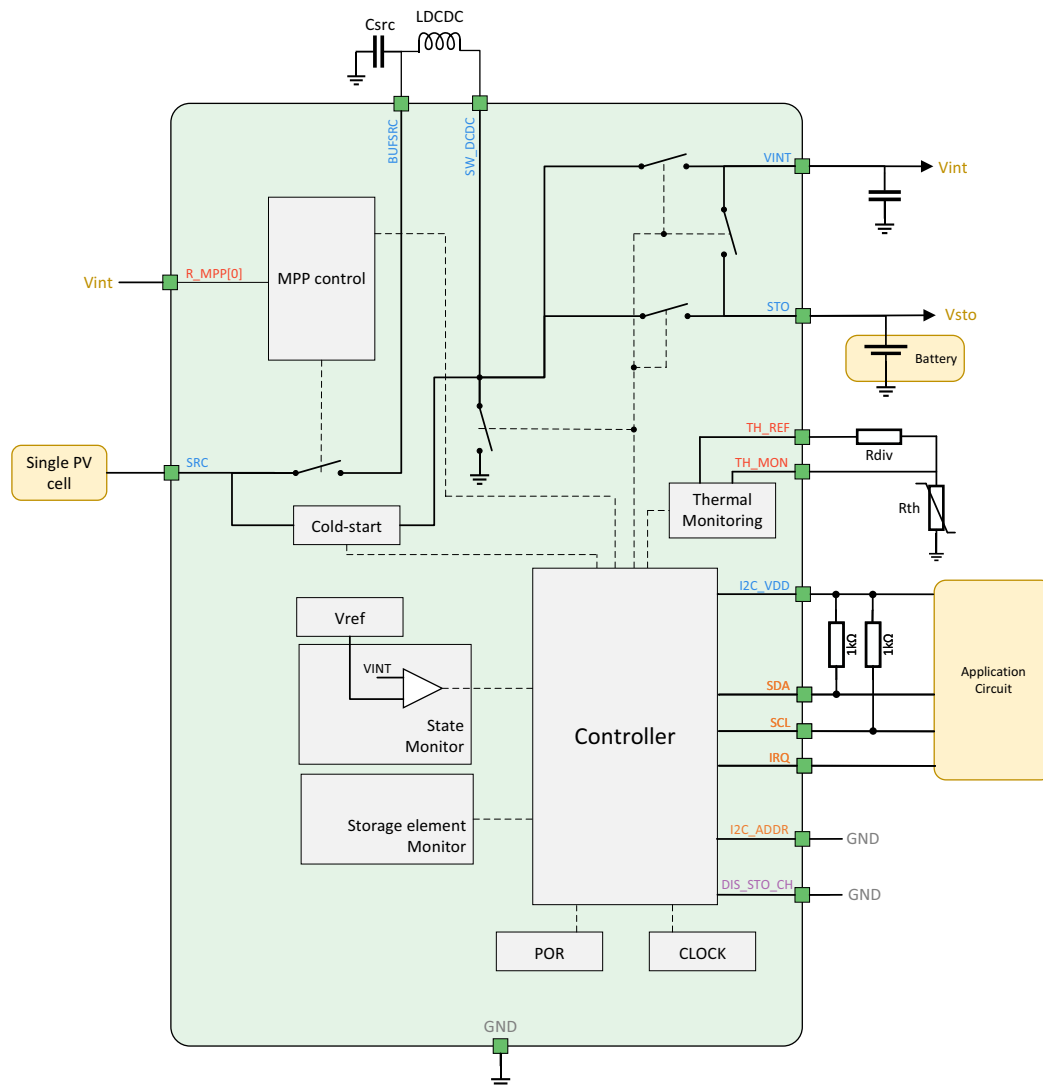 Csrc
LDCDC
BUFSRC
SW_DCDC
VINT
Vint
MPP control
R_MPP[0]
Vint
STO
Vsto
Battery
TH_REF
Rdiv
TH_MON
Single PV
cell
SRC
Thermal
Monitoring
Rth
Cold-start
I2C_VDD
Vref
1kΩ
1kΩ
VINT
State
Monitor
SDA
Application
Circuit
SCL
Controller
IRQ
Storage element
Monitor
I2C_ADDR
GND
DIS_STO_CH
GND
POR
CLOCK
GND